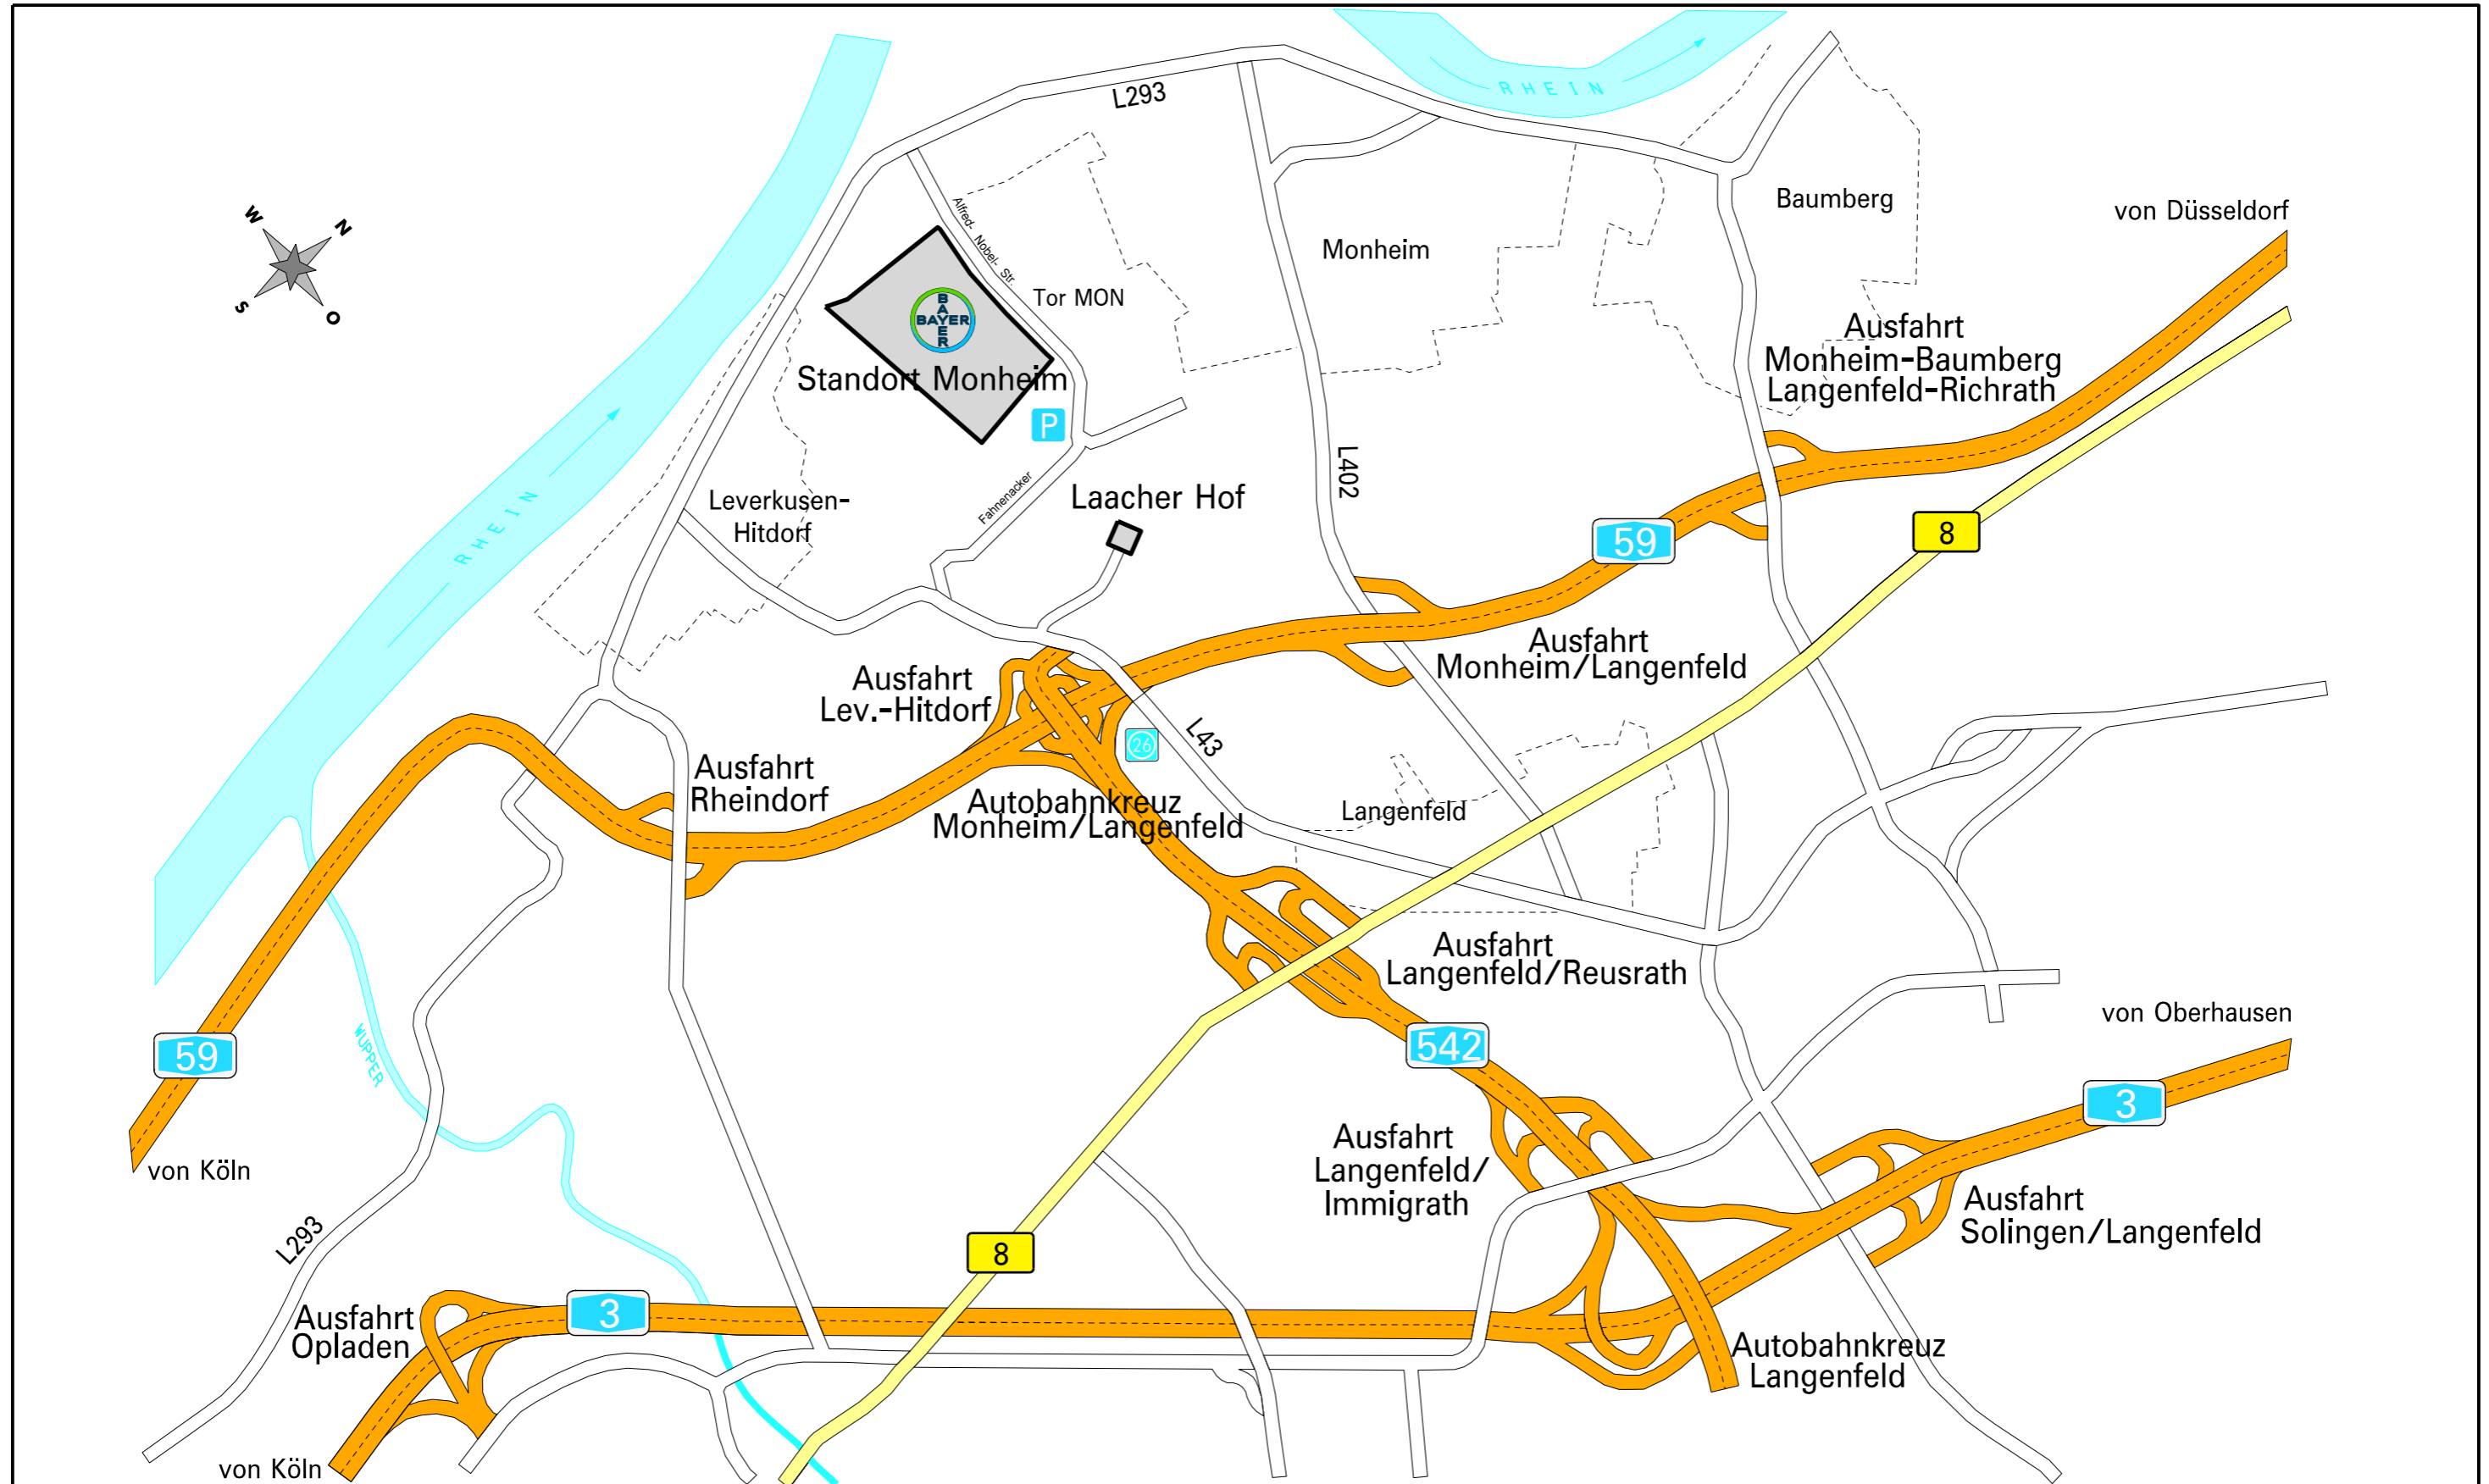 RHEIN
L293
Baumberg
von Düsseldorf
W
N
S
O
Alfred- Nobel- Str.
Monheim
Tor MON
BAYER
BAYER
Standort Monheim
P
Ausfahrt
Monheim-Baumberg
Langenfeld-Richrath
L402
RHEIN
Leverkusen-
Hitdorf
Fahnenacker
Laacher Hof
59
8
Ausfahrt
Monheim/Langenfeld
Ausfahrt
Lev.-Hitdorf
26
L43
Ausfahrt
Rheindorf
Autobahnkreuz
Monheim/Langenfeld
Langenfeld
Ausfahrt
Langenfeld/Reusrath
59
WUPPER
542
von Oberhausen
3
von Köln
Ausfahrt
Langenfeld/
Immigrath
L293
8
Ausfahrt
Solingen/Langenfeld
Ausfahrt
Opladen
3
Autobahnkreuz
Langenfeld
von Köln